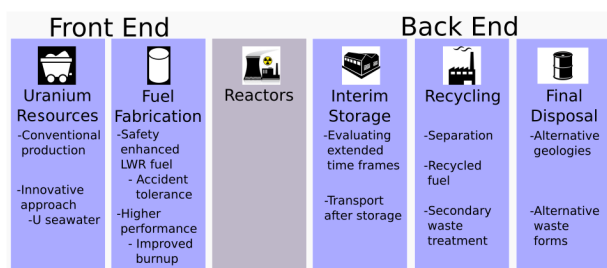 Front End
Back End
Uranium
Resources
-Conventional
production
-Innovative
approach
-U seawater
Fuel
Fabrication
-Safety
enhanced
LWR fuel
- Accident
tolerance
-Higher
performance
- Improved
burnup
Reactors
Interim
Storage
-Evaluating
extended
time frames
-Transport
after storage
Recycling
-Separation
-Recycled
fuel
-Secondary
waste
treatment
Final
Disposal
-Alternative
geologies
-Alternative
waste
forms